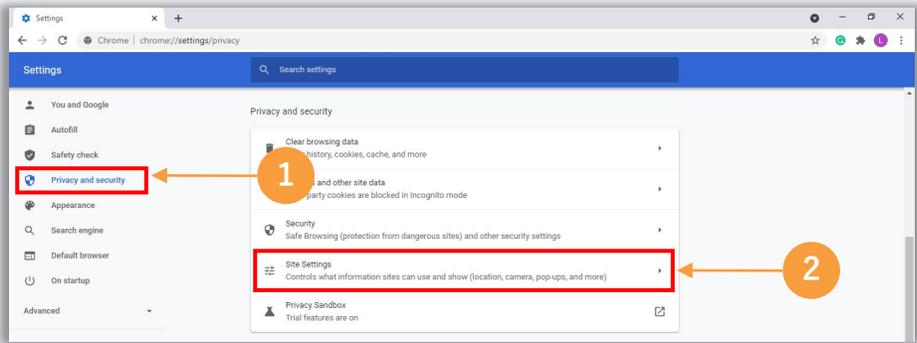 Settings
Chrome | chrome://settings/privacy
L
Settings
Search settings
You and Google
Autofill
Safety check
Privacy and security
Appearance
Search engine
Default browser
On startup
Advanced
Privacy and security
Clear browsing data
history, cookies, cache, and more
and other site data
party cookies are blocked in Incognito mode
Security
Safe Browsing (protection from dangerous sites) and other security settings
Site Settings
Controls what information sites can use and show (location, camera, pop-ups, and more)
Privacy Sandbox
Trial features are on
1
2